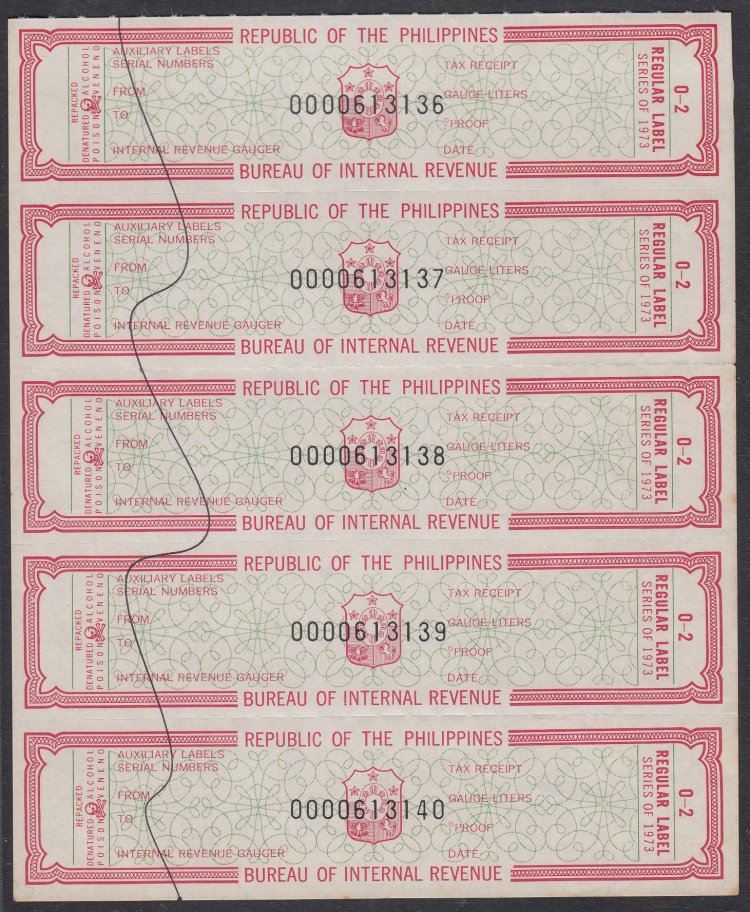 REPUBLIC OF THE PHILIPPINES
AUXILIARY LABELS
SERIAL NUMBERS
FROM
TO
INTERNAL REVENUE GAUGER
REPACKED
DENATURED ALCOHOL
POISON VENENO
0000613136
TAX RECEIPT
GAUGE LITERS
°PROOF
DATE
REGULAR LABEL
SERIES OF 1973
0-2
BUREAU OF INTERNAL REVENUE
REPUBLIC OF THE PHILIPPINES
AUXILIARY LABELS
SERIAL NUMBERS
FROM
TO
INTERNAL REVENUE GAUGER
REPACKED
DENATURED ALCOHOL
POISON VENENO
0000613137
TAX RECEIPT
GAUGE LITERS
°PROOF
DATE
REGULAR LABEL
SERIES OF 1973
0-2
BUREAU OF INTERNAL REVENUE
REPUBLIC OF THE PHILIPPINES
AUXILIARY LABELS
SERIAL NUMBERS
FROM
TO
INTERNAL REVENUE GAUGER
REPACKED
DENATURED ALCOHOL
POISON VENENO
0000613138
TAX RECEIPT
GAUGE LITERS
°PROOF
DATE
REGULAR LABEL
SERIES OF 1973
0-2
BUREAU OF INTERNAL REVENUE
REPUBLIC OF THE PHILIPPINES
AUXILIARY LABELS
SERIAL NUMBERS
FROM
TO
INTERNAL REVENUE GAUGER
REPACKED
DENATURED ALCOHOL
POISON VENENO
0000613139
TAX RECEIPT
GAUGE LITERS
°PROOF
DATE
REGULAR LABEL
SERIES OF 1973
0-2
BUREAU OF INTERNAL REVENUE
REPUBLIC OF THE PHILIPPINES
AUXILIARY LABELS
SERIAL NUMBERS
FROM
TO
INTERNAL REVENUE GAUGER
REPACKED
DENATURED ALCOHOL
POISON VENENO
0000613140
TAX RECEIPT
GAUGE LITERS
°PROOF
DATE
REGULAR LABEL
SERIES OF 1973
0-2
BUREAU OF INTERNAL REVENUE